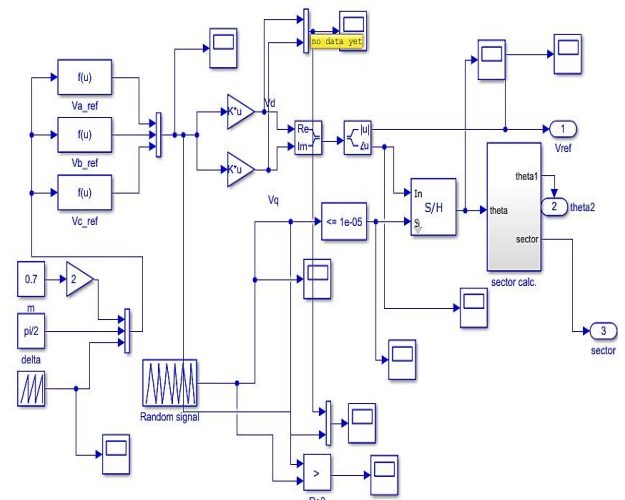 no data yet
f(u)
Va_ref
f(u)
Vb_ref
f(u)
Vc_ref
K*u
Vd
K*u
Vq
Re
Im
|u|
∠u
1
Vref
In
S/H
S
<= 1e-05
theta
theta1
sector
sector calc.
2
theta2
3
sector
0.7
m
2
pi/2
delta
Random signal
>